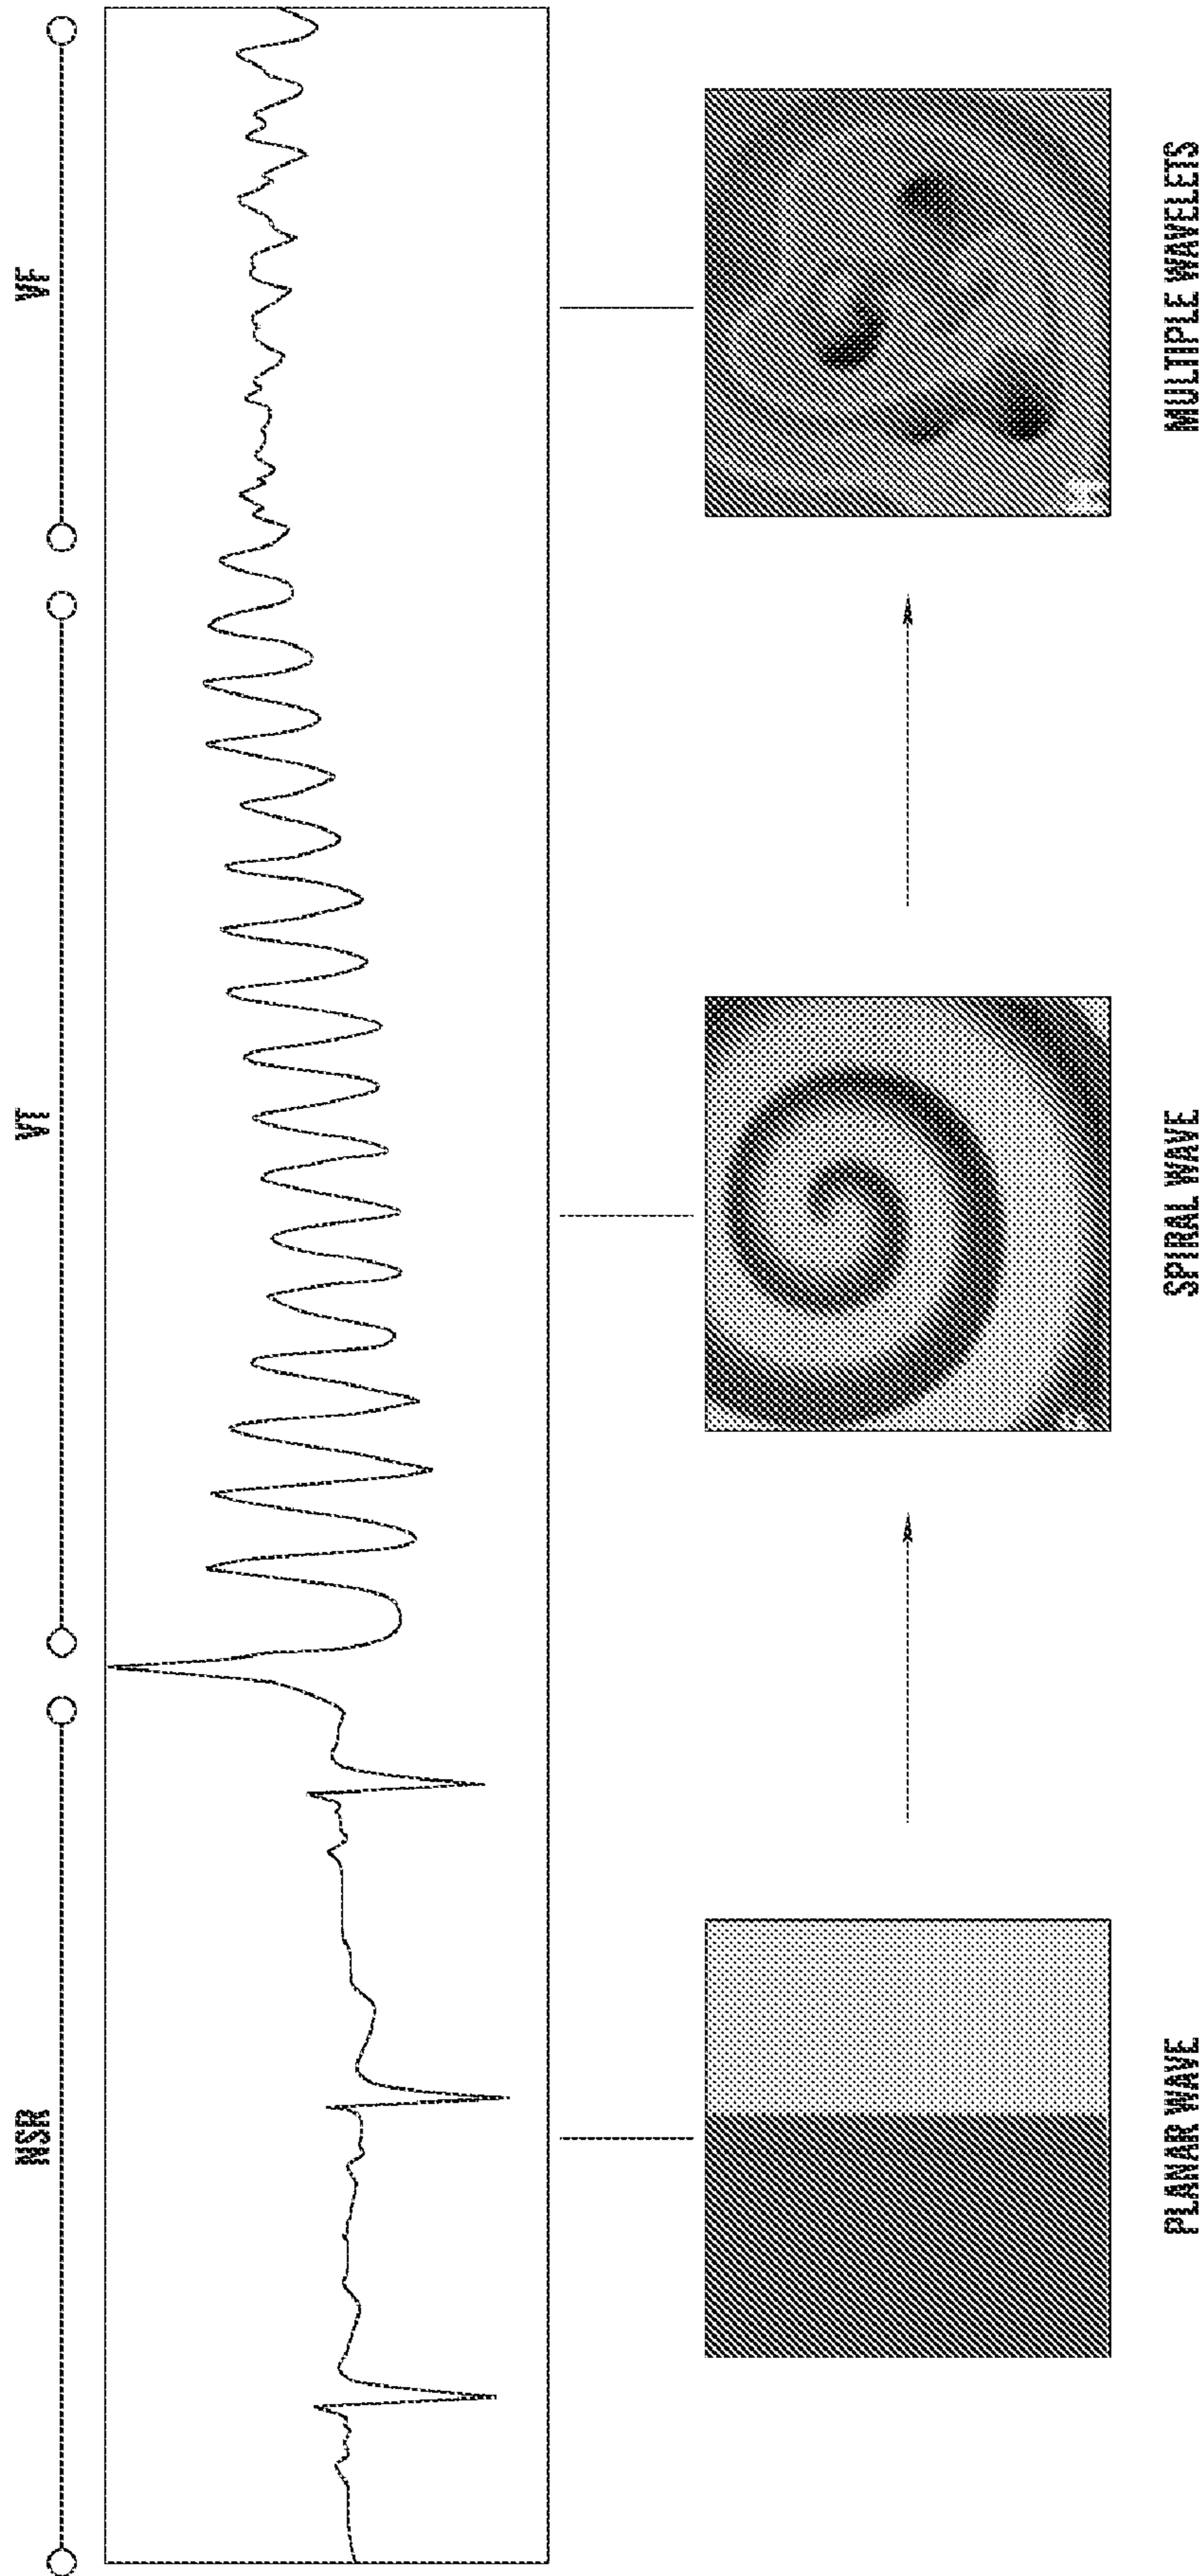 NSR
VT
VF
PLANAR WAVE
SPIRAL WAVE
MULTIPLE WAVELETS